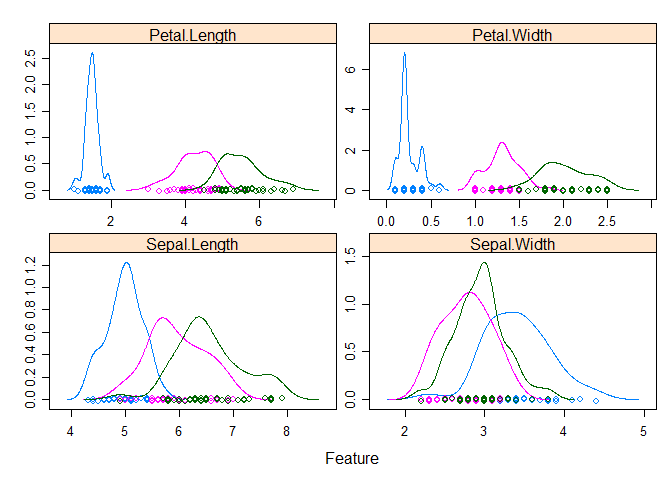 Petal.Length
Petal.Width
0.0 0.5 1.0 1.5 2.0 2.5
0 2 4 6
2 4 6
0.0 0.5 1.0 1.5 2.0 2.5
Sepal.Length
Sepal.Width
0.0 0.2 0.4 0.6 0.8 1.0 1.2
0.0 0.5 1.0 1.5
4 5 6 7 8
2 3 4 5
Feature